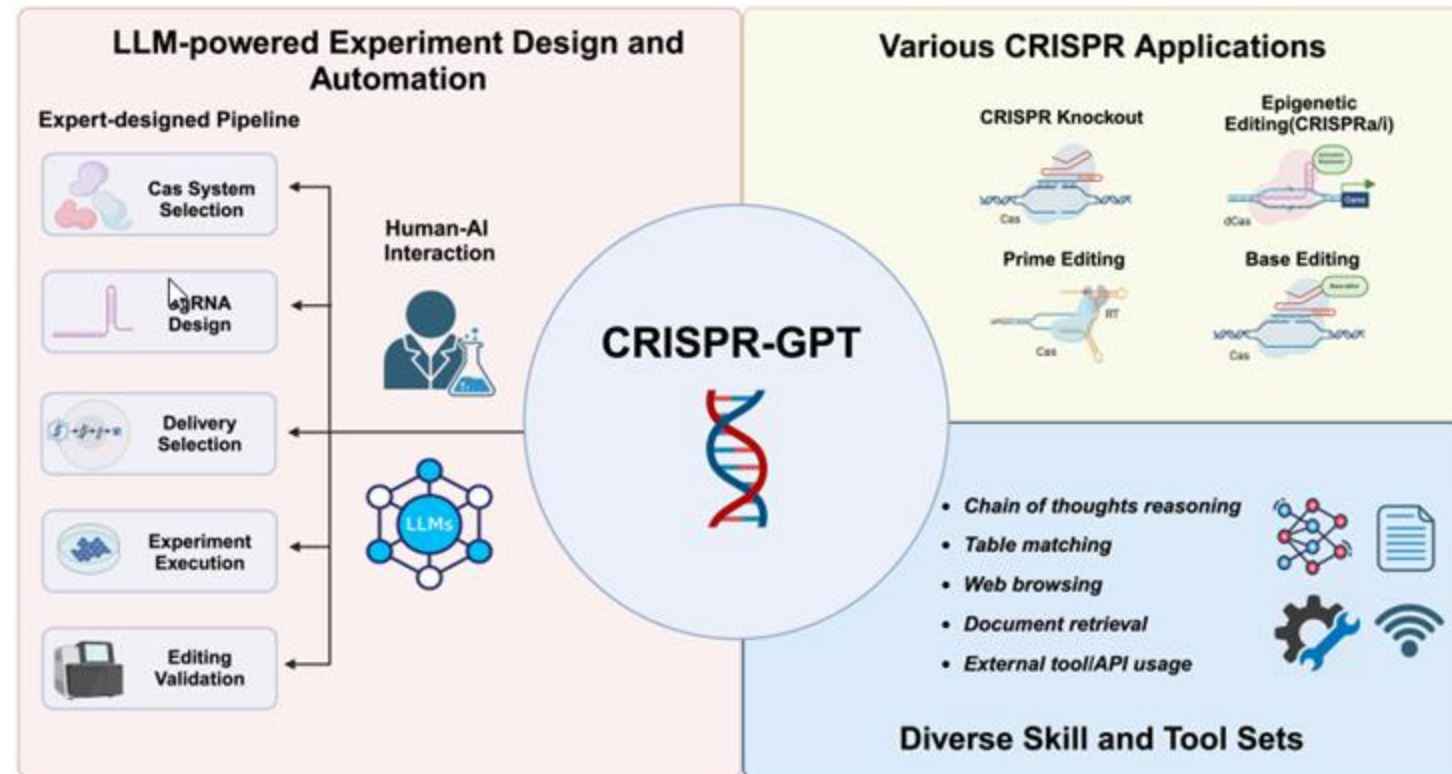 LLM-powered Experiment Design and
Automation
Expert-designed Pipeline
Cas System
Selection
RNA
Design
Delivery
Selection
Experiment
Execution
Editing
Validation
Human-AI
Interaction
LLMs
CRISPR-GPT
Various CRISPR Applications
CRISPR Knockout
Cas
Epigenetic
Editing(CRISPRa/i)
dCas
Gene
Prime Editing
RT
Cas
Base Editing
Cas
• Chain of thoughts reasoning
• Table matching
• Web browsing
• Document retrieval
• External tool/API usage
Diverse Skill and Tool Sets